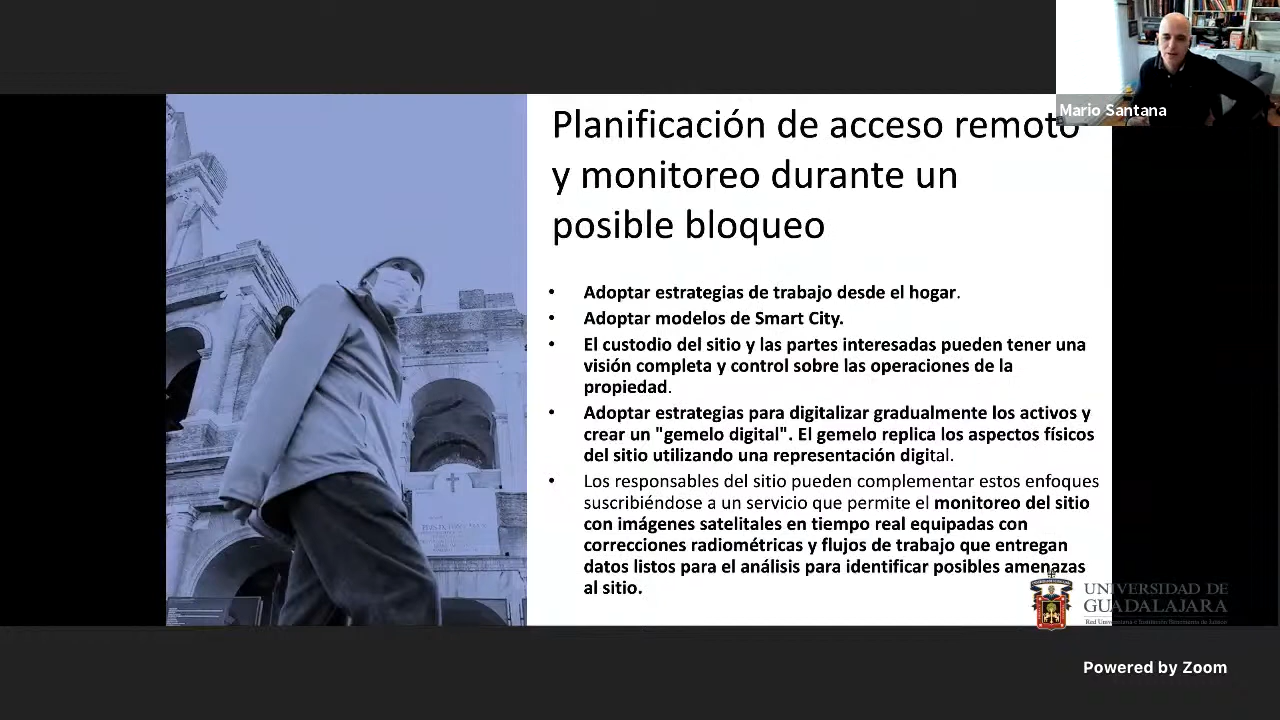 Mario Santana
Planificación de acceso remoto
y monitoreo durante un
posible bloqueo
• Adoptar estrategias de trabajo desde el hogar.
• Adoptar modelos de Smart City.
• El custodio del sitio y las partes interesadas pueden tener una
visión completa y control sobre las operaciones de la
propiedad.
• Adoptar estrategias para digitalizar gradualmente los activos y
crear un "gemelo digital". El gemelo replica los aspectos físicos
del sitio utilizando una representación digital.
• Los responsables del sitio pueden complementar estos enfoques
suscribiéndose a un servicio que permite el monitoreo del sitio
con imágenes satelitales en tiempo real equipadas con
correcciones radiométricas y flujos de trabajo que entregan
datos listos para el análisis para identificar posibles amenazas
al sitio.
UNIVERSIDAD DE
GUADALAJARA
Red Universitaria e Institución Benemérita de Jalisco
Powered by Zoom